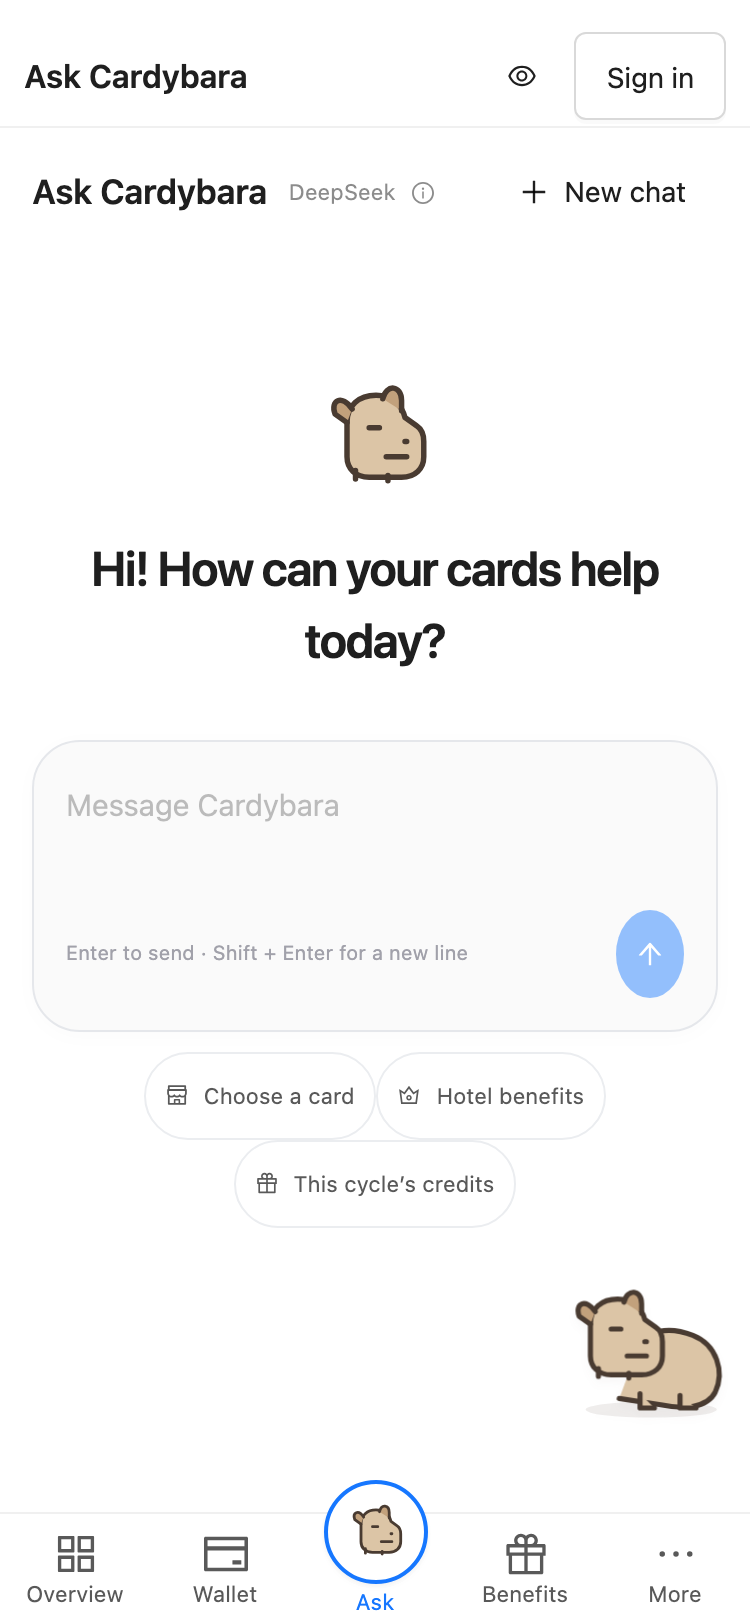 Ask Cardybara
Sign in
Ask Cardybara DeepSeek
New chat
Hi! How can your cards help
today?
Message Cardybara
Enter to send · Shift + Enter for a new line
Choose a card
Hotel benefits
This cycle’s credits
Overview
Wallet
Ask
Benefits
More